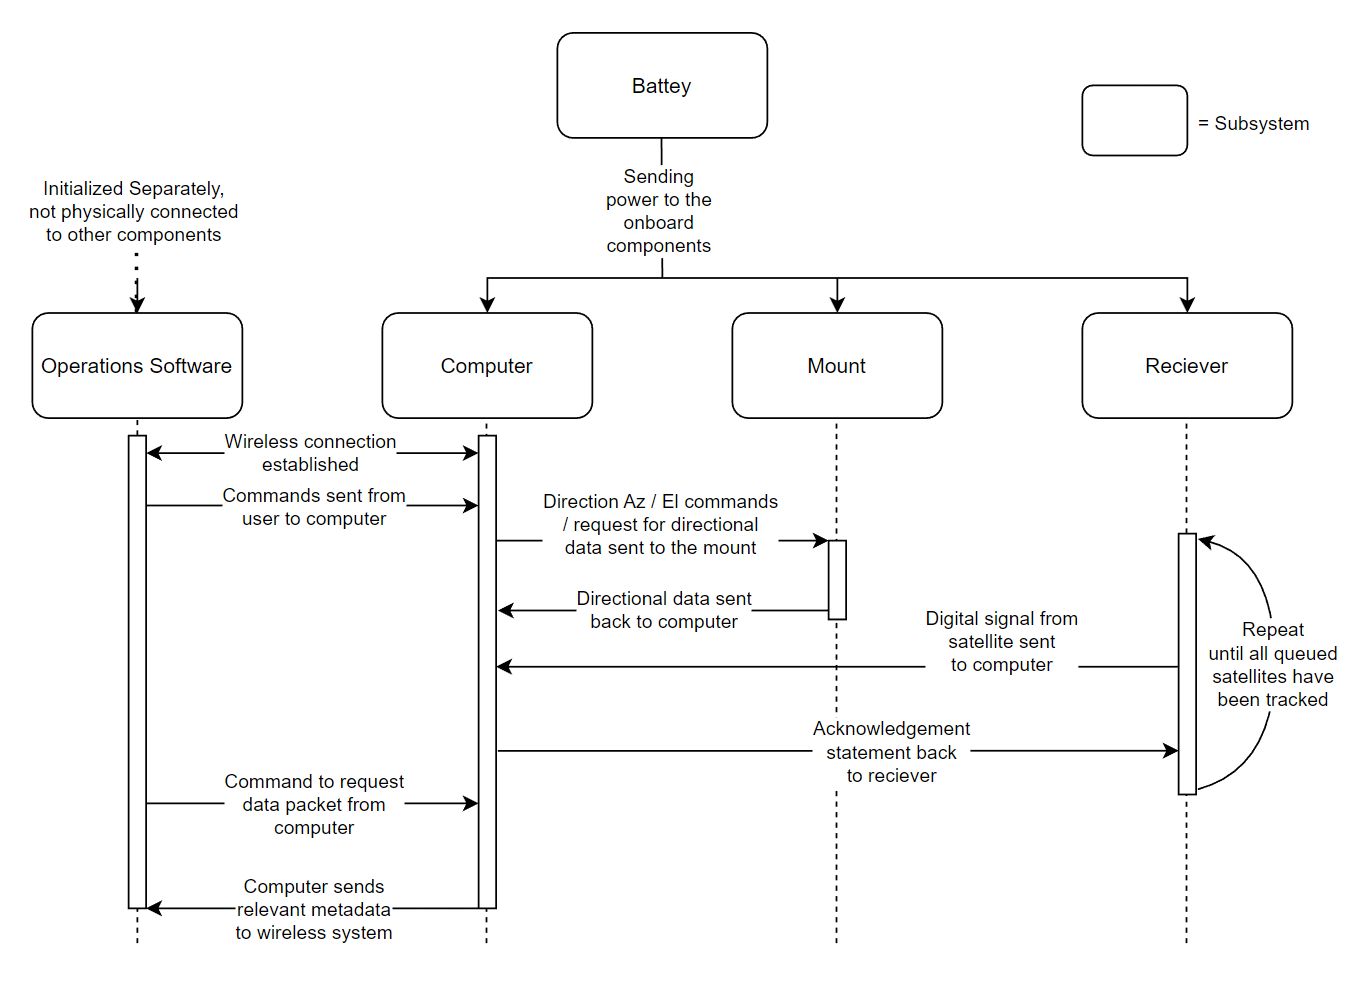 Battey
= Subsystem
Sending
power to the
onboard
components
Initialized Separately,
not physically connected
to other components
Operations Software
Computer
Mount
Reciever
Wireless connection
established
Commands sent from
user to computer
Direction Az / El commands
/ request for directional
data sent to the mount
Directional data sent
back to computer
Digital signal from
satellite sent
to computer
Repeat
until all queued
satellites have
been tracked
Acknowledgement
statement back
to reciever
Command to request
data packet from
computer
Computer sends
relevant metadata
to wireless system